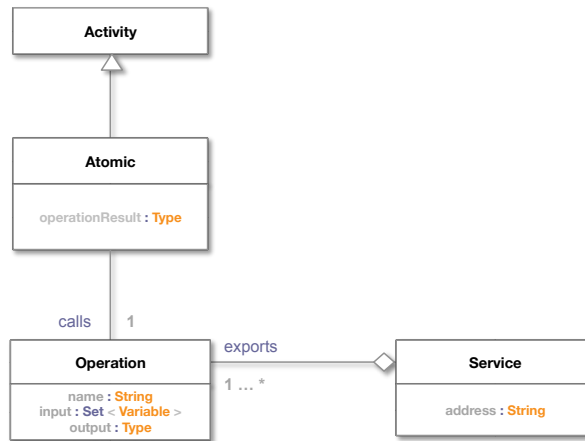 Activity
Atomic
operationResult : Type
calls 1
exports
1 ... *
Operation
name : String
input : Set < Variable >
output : Type
Service
address : String